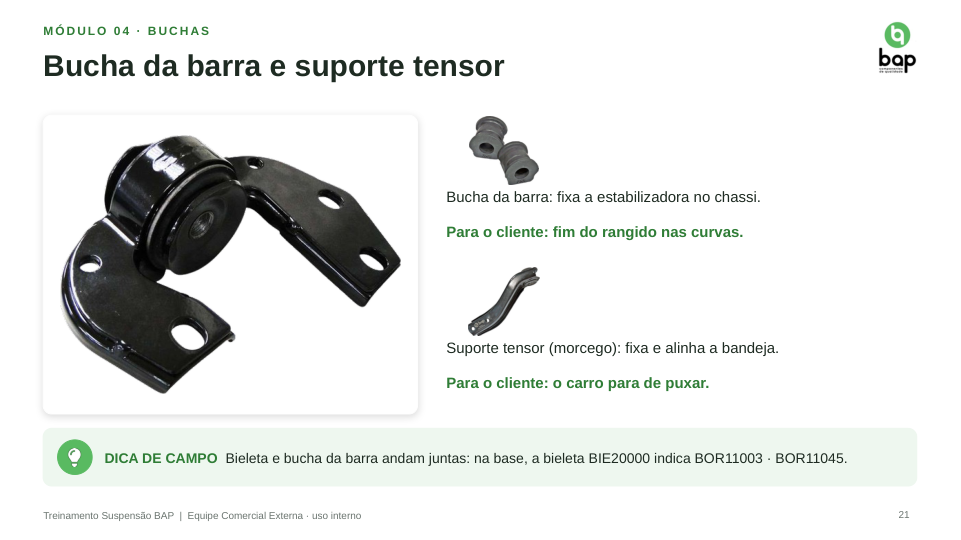 MÓDULO 04 · BUCHAS
Bucha da barra e suporte tensor
bap
Bucha da barra: fixa a estabilizadora no chassi.
Para o cliente: fim do rangido nas curvas.
Suporte tensor (morcego): fixa e alinha a bandeja.
Para o cliente: o carro para de puxar.
DICA DE CAMPO Bieleta e bucha da barra andam juntas: na base, a bieleta BIE20000 indica BOR11003 · BOR11045.
Treinamento Suspensão BAP | Equipe Comercial Externa · uso interno
21